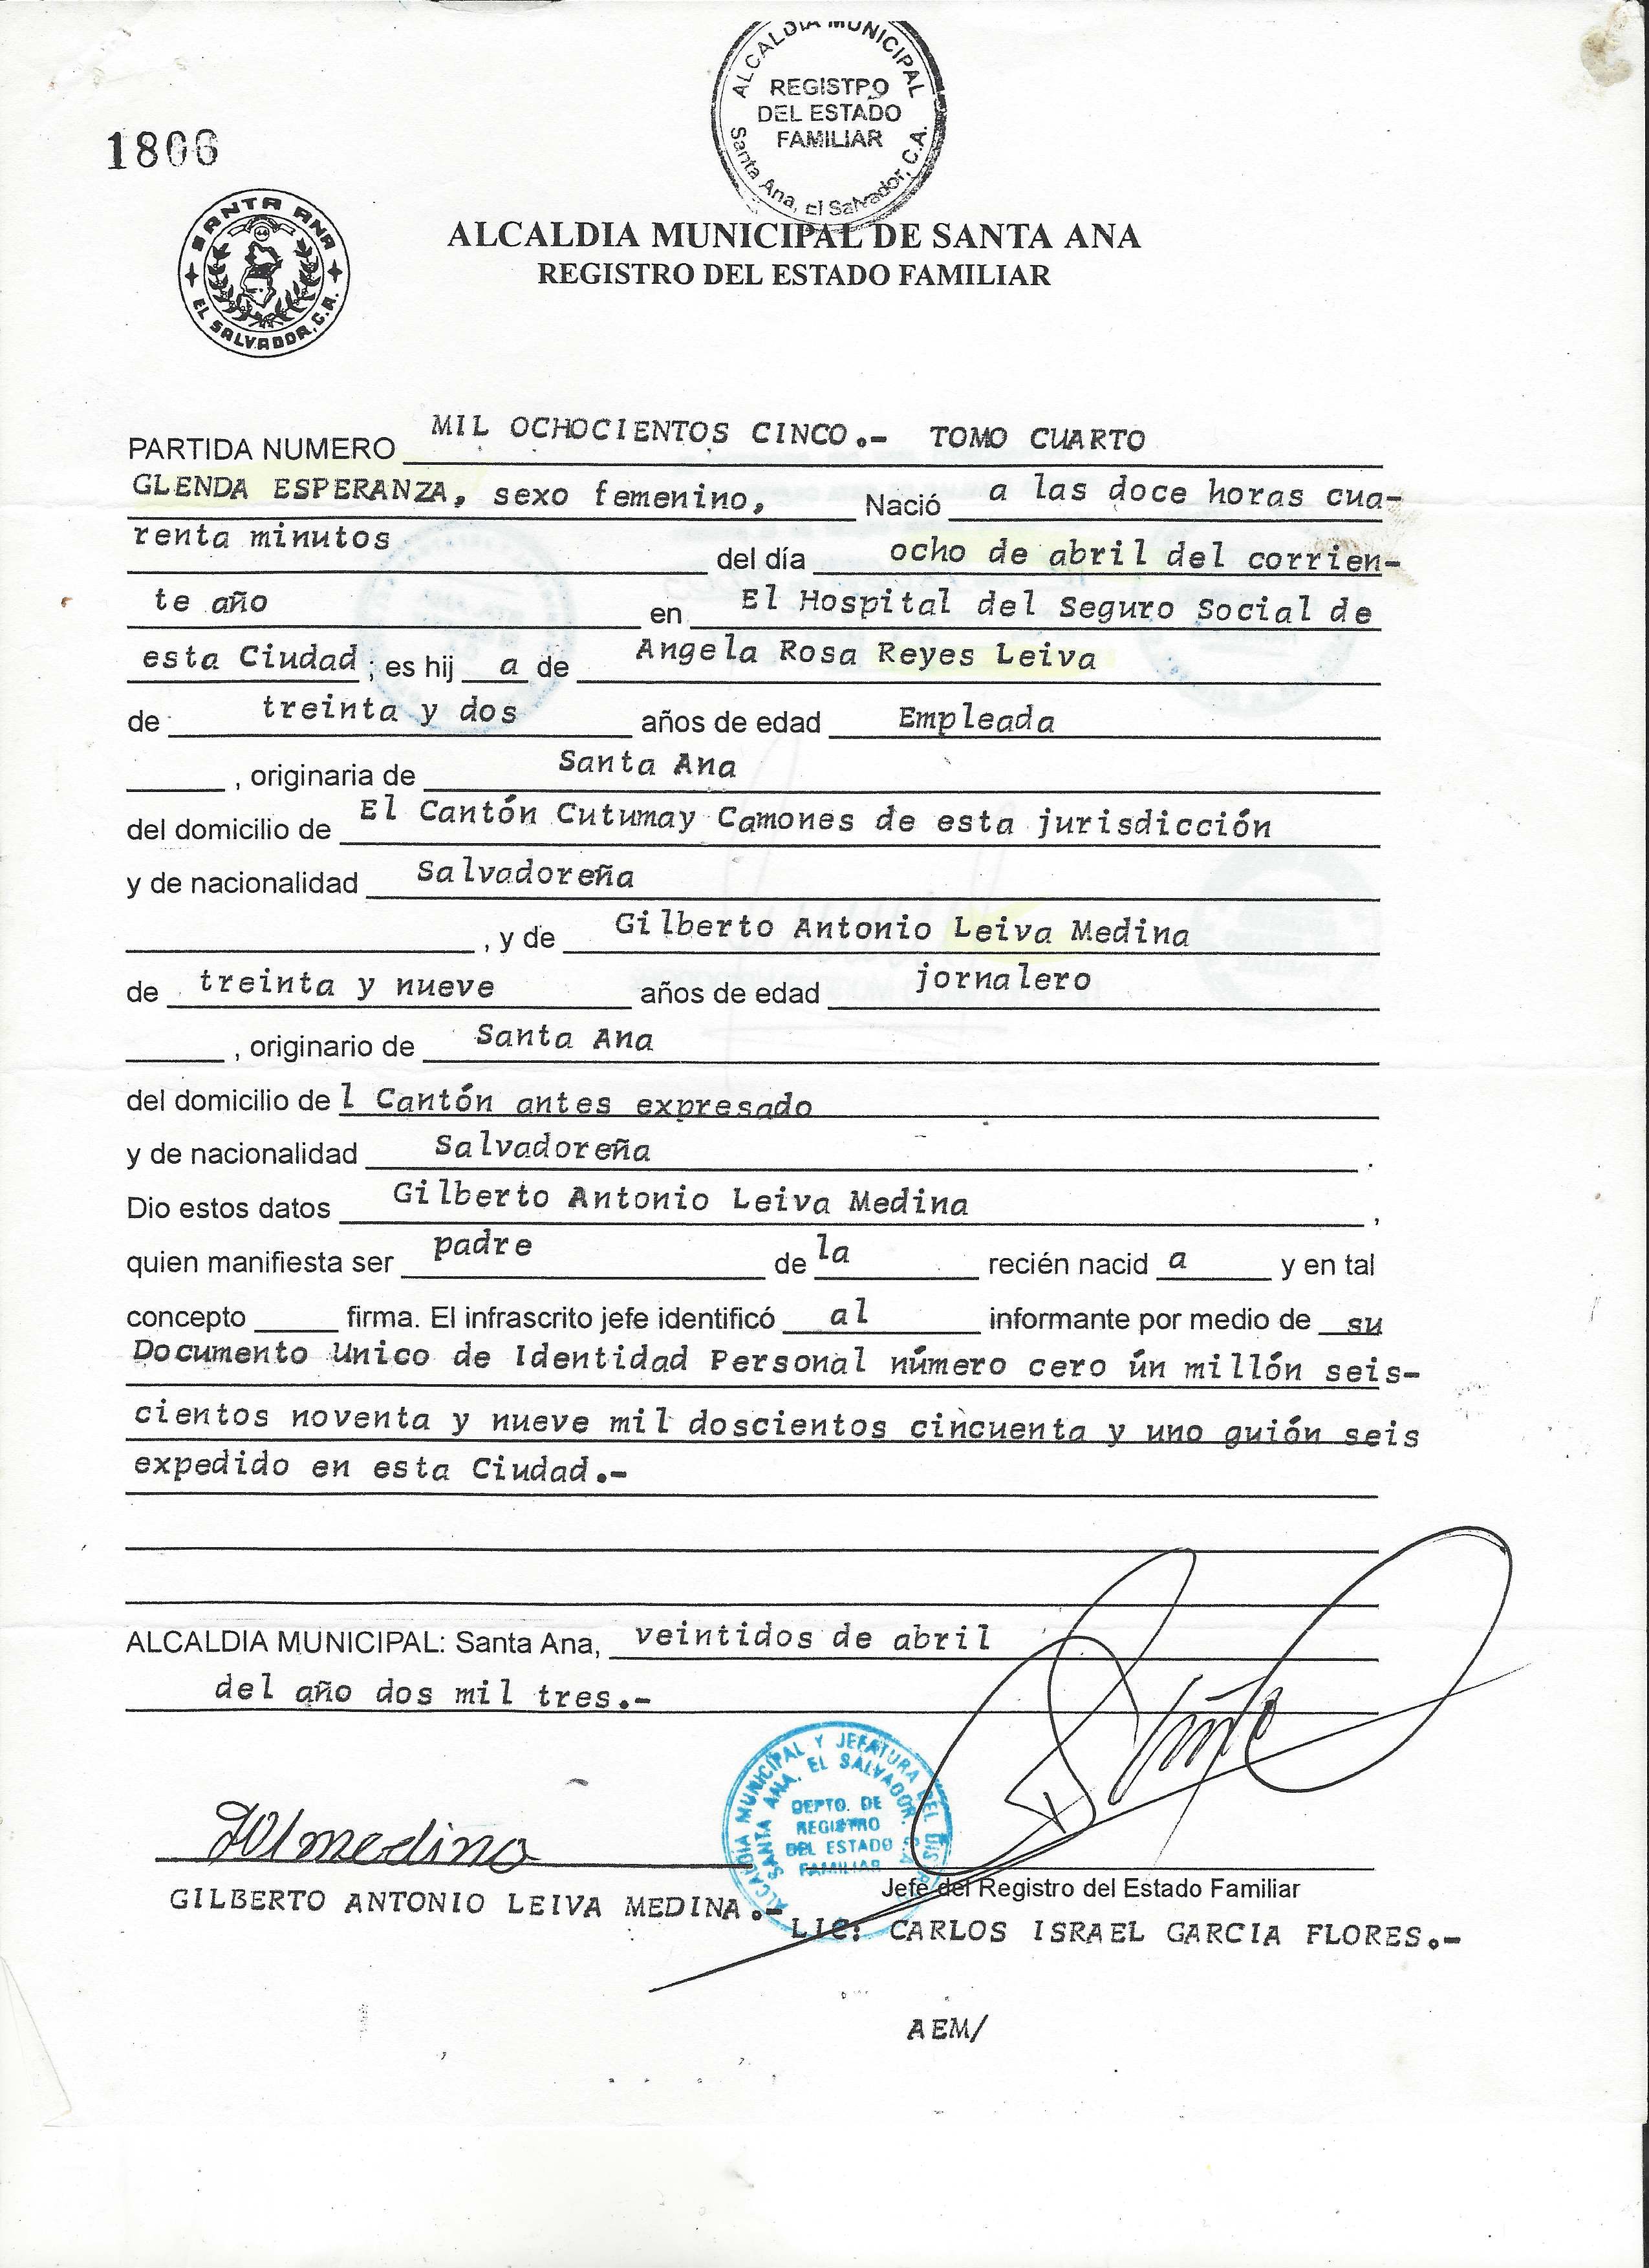 ALCALDIA MUNICIPAL
REGISTRO
DEL ESTADO
FAMILIAR
Santa Ana, El Salvador, C.A.
1806
SANTA ANA
EL SALVADOR, C.A.
ALCALDIA MUNICIPAL DE SANTA ANA
REGISTRO DEL ESTADO FAMILIAR
PARTIDA NUMERO MIL OCHOCIENTOS CINCO.- TOMO CUARTO
GLENDA ESPERANZA, sexo femenino, Nació a las doce horas cua-
renta minutos del día ocho de abril del corrien-
te año en El Hospital del Seguro Social de
esta Ciudad ; es hij a de Angela Rosa Reyes Leiva
de treinta y dos años de edad Empleada
, originaria de Santa Ana
del domicilio de El Cantón Cutumay Camones de esta jurisdicción
y de nacionalidad Salvadoreña
, y de Gilberto Antonio Leiva Medina
de treinta y nueve años de edad jornalero
, originario de Santa Ana
del domicilio de l Cantón antes expresado
y de nacionalidad Salvadoreña .
Dio estos datos Gilberto Antonio Leiva Medina ,
quien manifiesta ser padre de la recién nacid a y en tal
concepto firma. El infrascrito jefe identificó al informante por medio de su
Documento Unico de Identidad Personal número cero ún millón seis-
cientos noventa y nueve mil doscientos cincuenta y uno guión seis
expedido en esta Ciudad.-
ALCALDIA MUNICIPAL: Santa Ana, veintidos de abril
del año dos mil tres.-
ALCALDIA MUNICIPAL Y JEFATURA DEL
SANTA ANA, EL SALVADOR,
DEPTO. DE
REGISTRO
DEL ESTADO
FAMILIAR
Jefe del Registro del Estado Familiar
GILBERTO ANTONIO LEIVA MEDINA.-
LIC: CARLOS ISRAEL GARCIA FLORES.-
AEM/